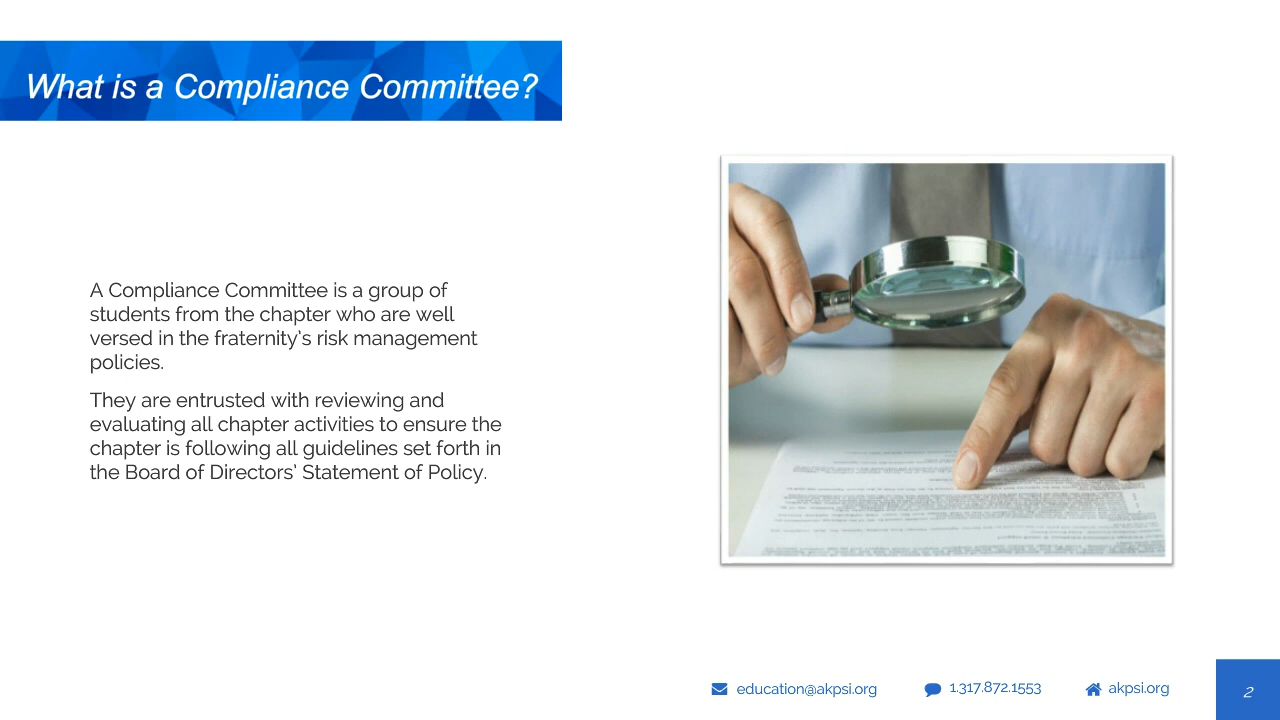 What is a Compliance Committee?
A Compliance Committee is a group of
students from the chapter who are well
versed in the fraternity's risk management
policies.
They are entrusted with reviewing and
evaluating all chapter activities to ensure the
chapter is following all guidelines set forth in
the Board of Directors' Statement of Policy.
education@akpsi.org
1.317.872.1553
akpsi.org
2